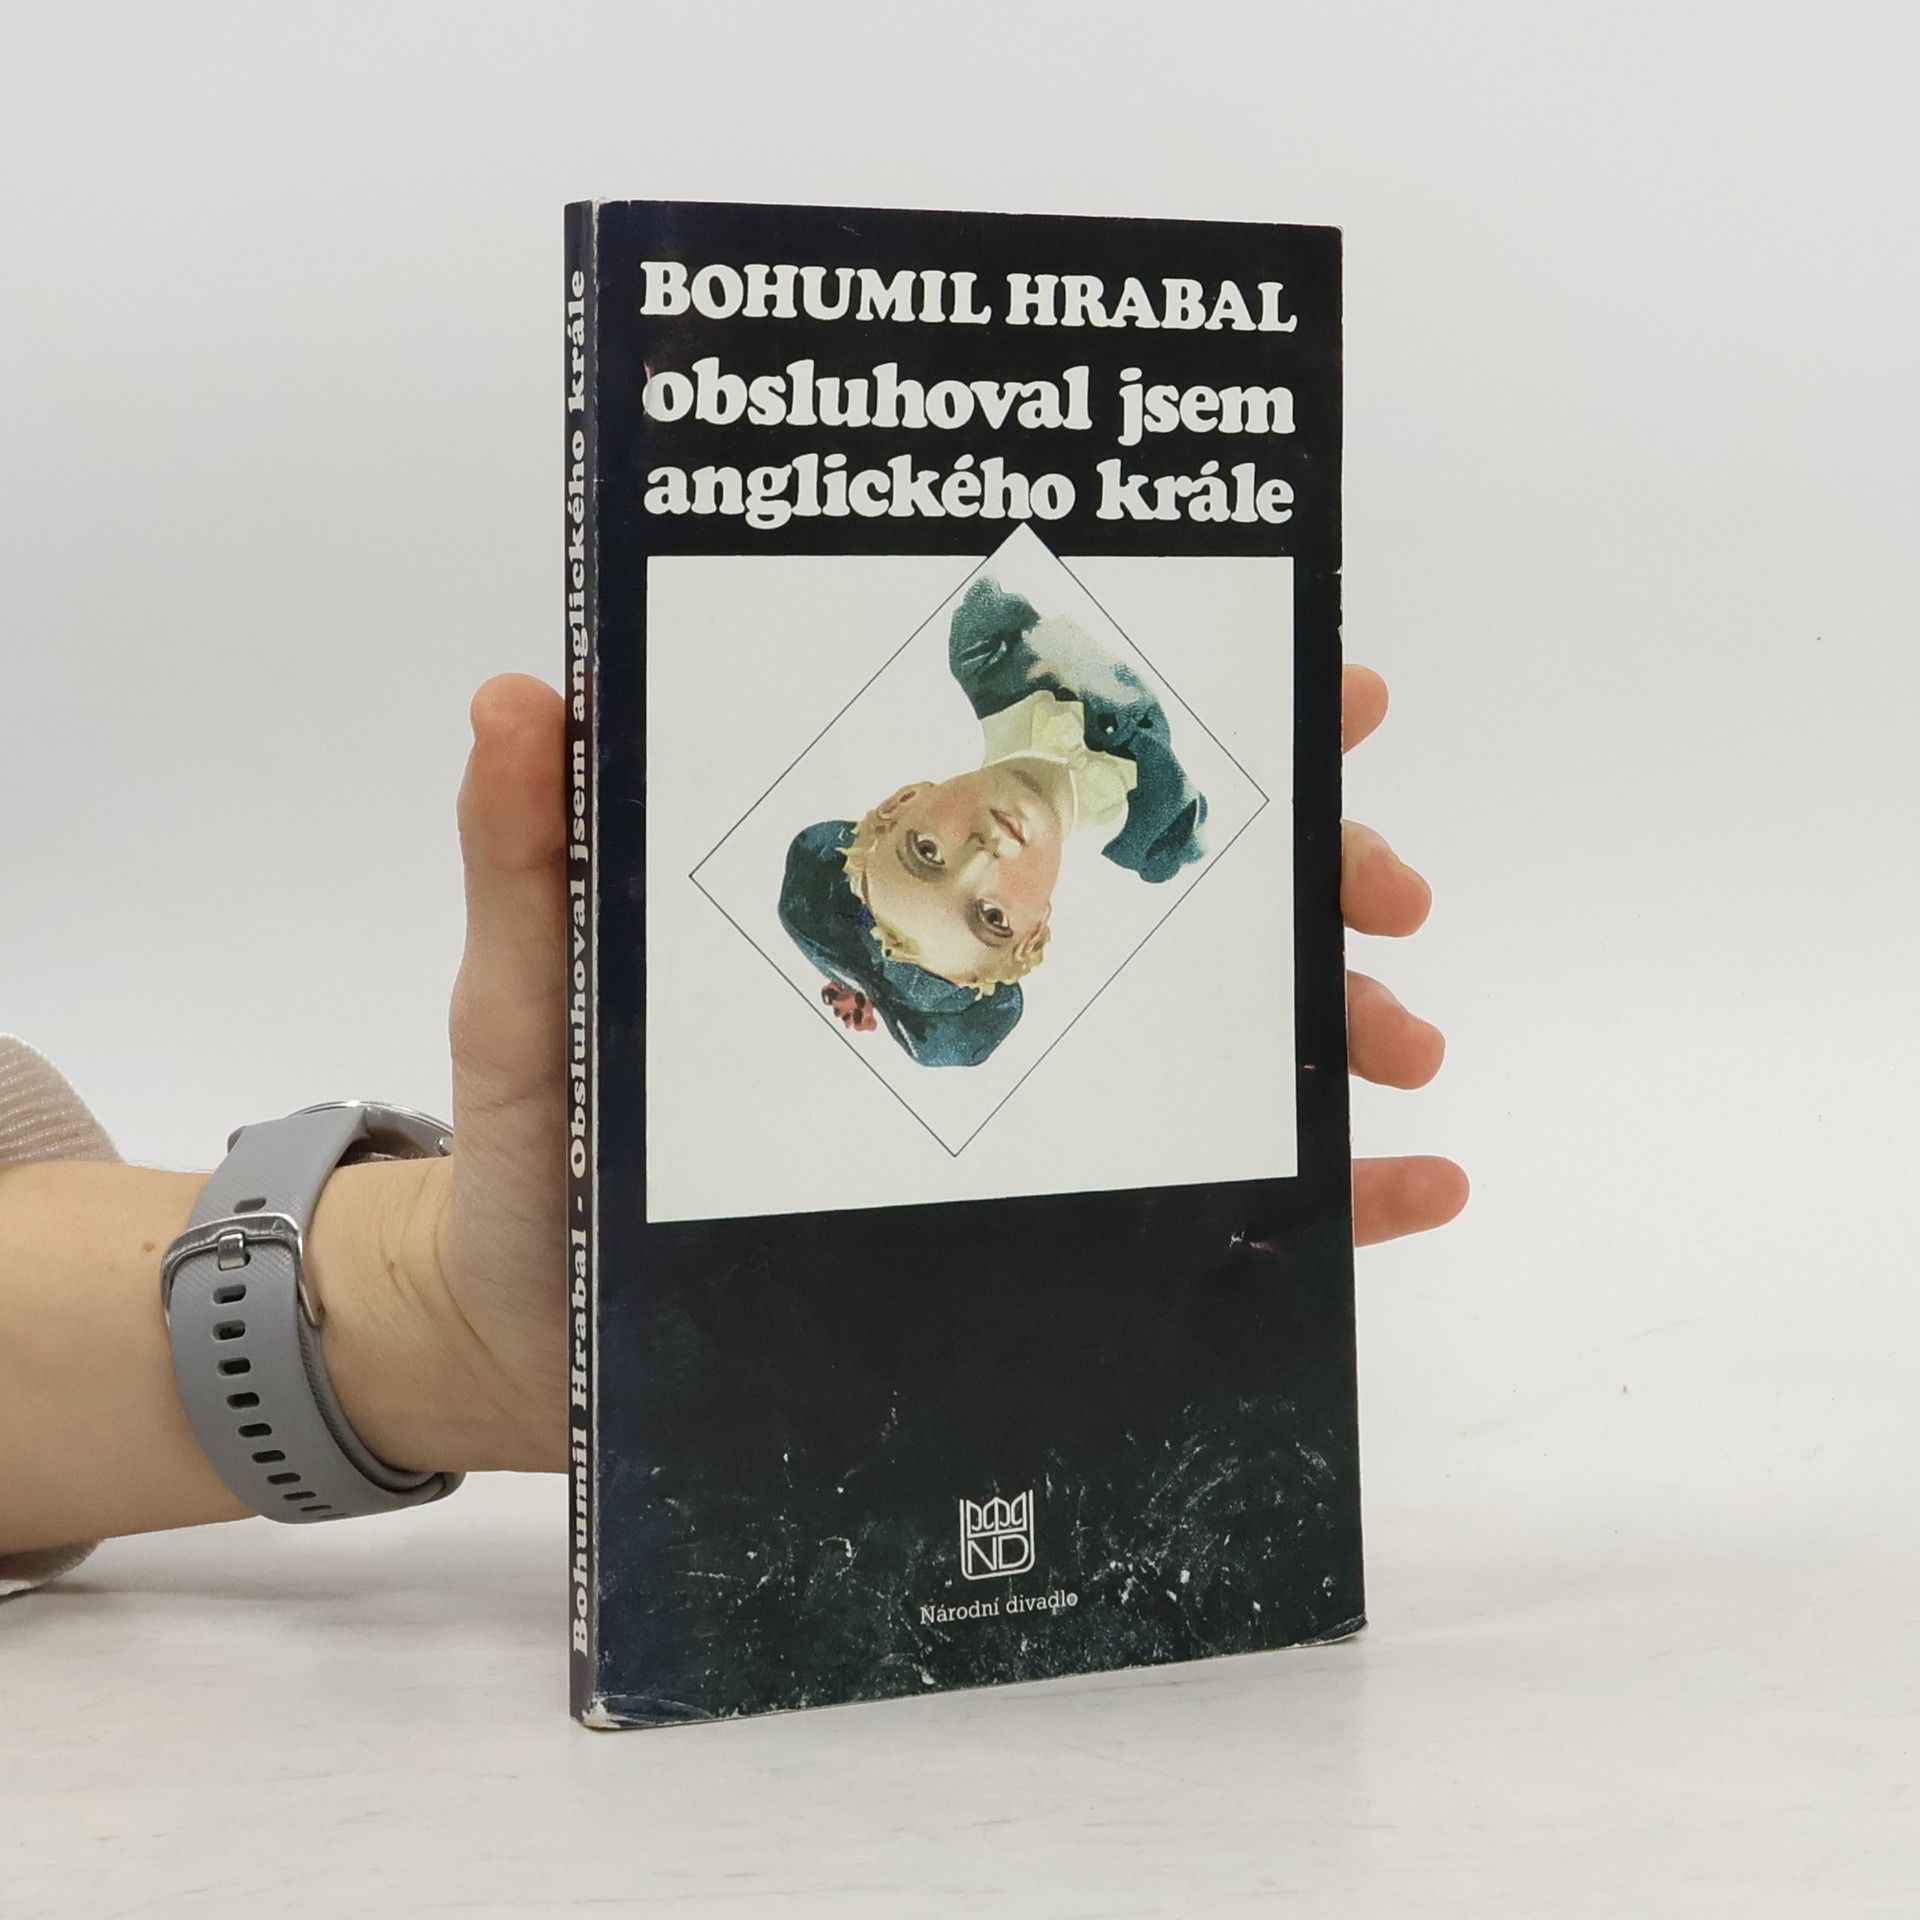 Bohumil Hrabal - Obsluhoval jsem anglického krále
BOHUMIL HRABAL
obsluhoval jsem
anglického krále
ND
Národní divadlo